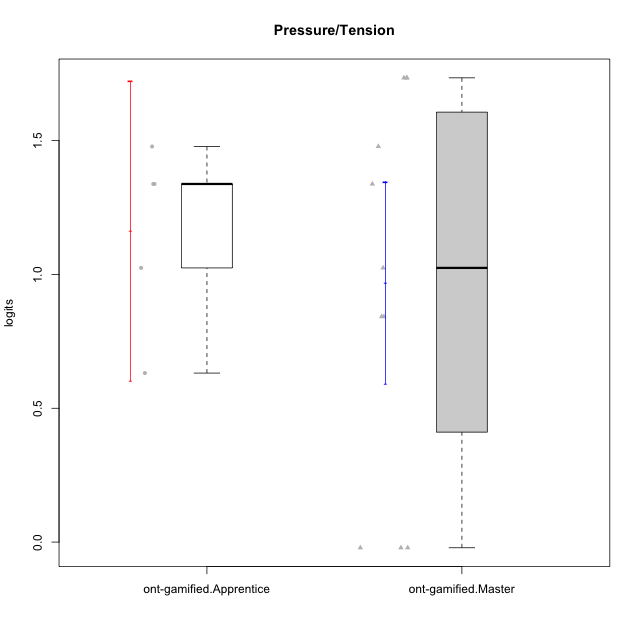 Pressure/Tension
logits
1.5
1.0
0.5
0.0
ont-gamified.Apprentice
ont-gamified.Master